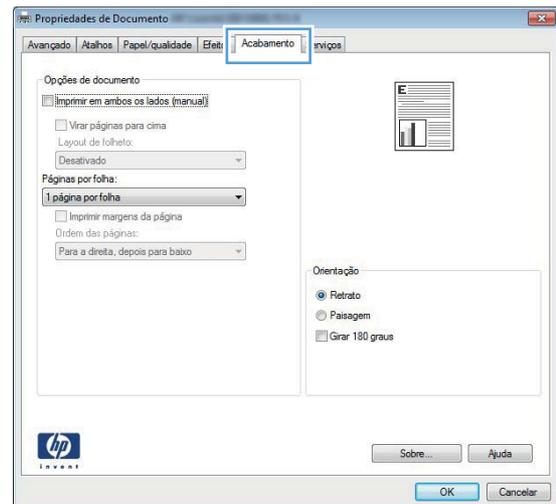 Propriedades de Documento
Avançado Atalhos Papel/qualidade Efeito Acabamento erviços
Opções de documento
Imprimir em ambos os lados (manual)
Virar páginas para cima
Layout de folheto:
Desativado
Páginas por folha:
1 página por folha
Imprimir margens da página
Ordem das páginas:
Para a direita, depois para baixo
E
Orientação
Retrato
Paisagem
Girar 180 graus
hp
invent
Sobre... Ajuda
OK Cancelar